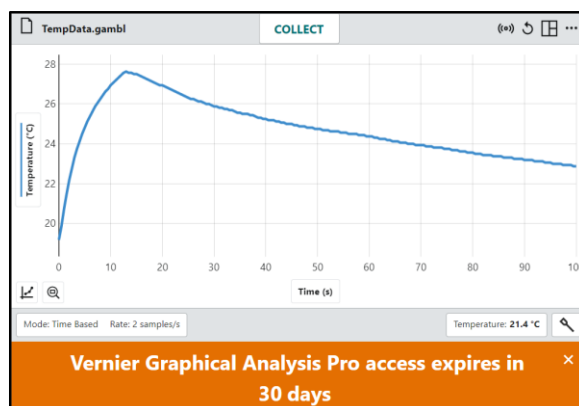 TempData.gambl
COLLECT
28
26
24
22
20
Temperature (°C)
0 10 20 30 40 50 60 70 80 90
Time (s)
Mode: Time Based Rate: 2 samples/s
Temperature: 21.4 °C
Vernier Graphical Analysis Pro access expires in
30 days